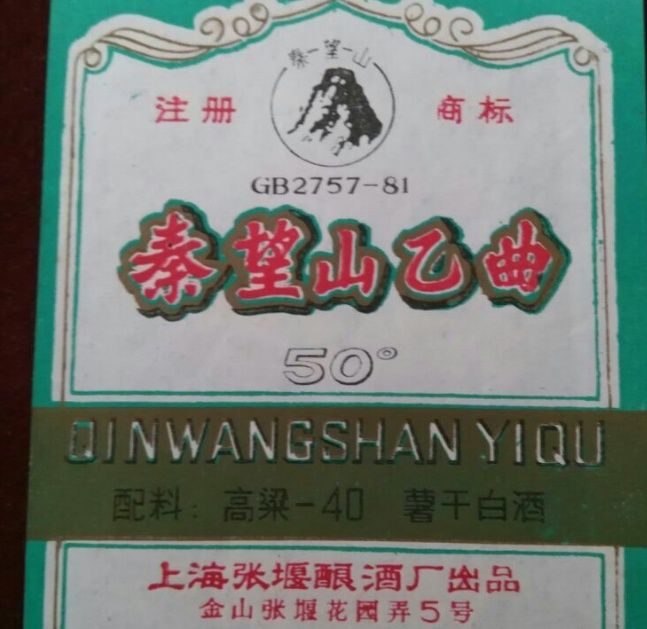 秦一望一山
注册 商标
GB2757-81
秦望山乙曲
50°
QINWANGSHAN YIQU
配料：高粱-40 薯干白酒
上海张堰酿酒厂出品
金山张堰花园弄5号